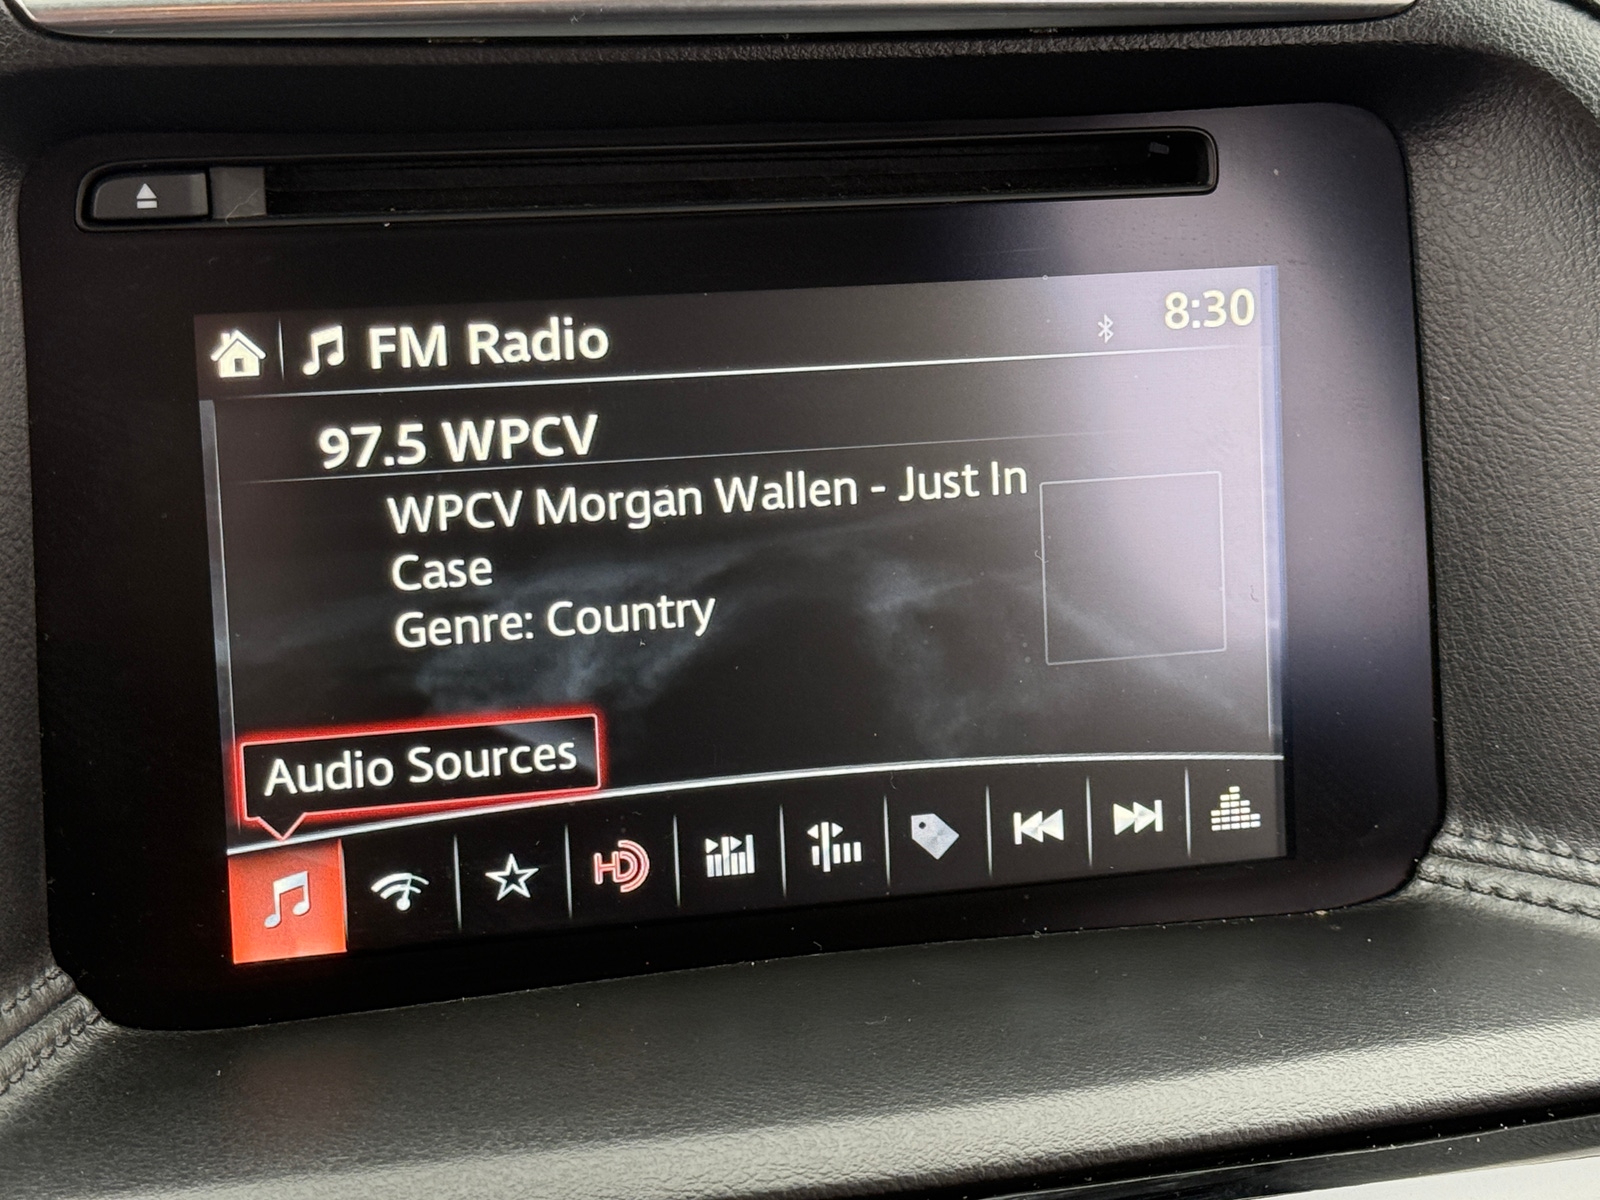 FM Radio
8:30
97.5 WPCV
WPCV Morgan Wallen - Just In
Case
Genre: Country
Audio Sources
HD